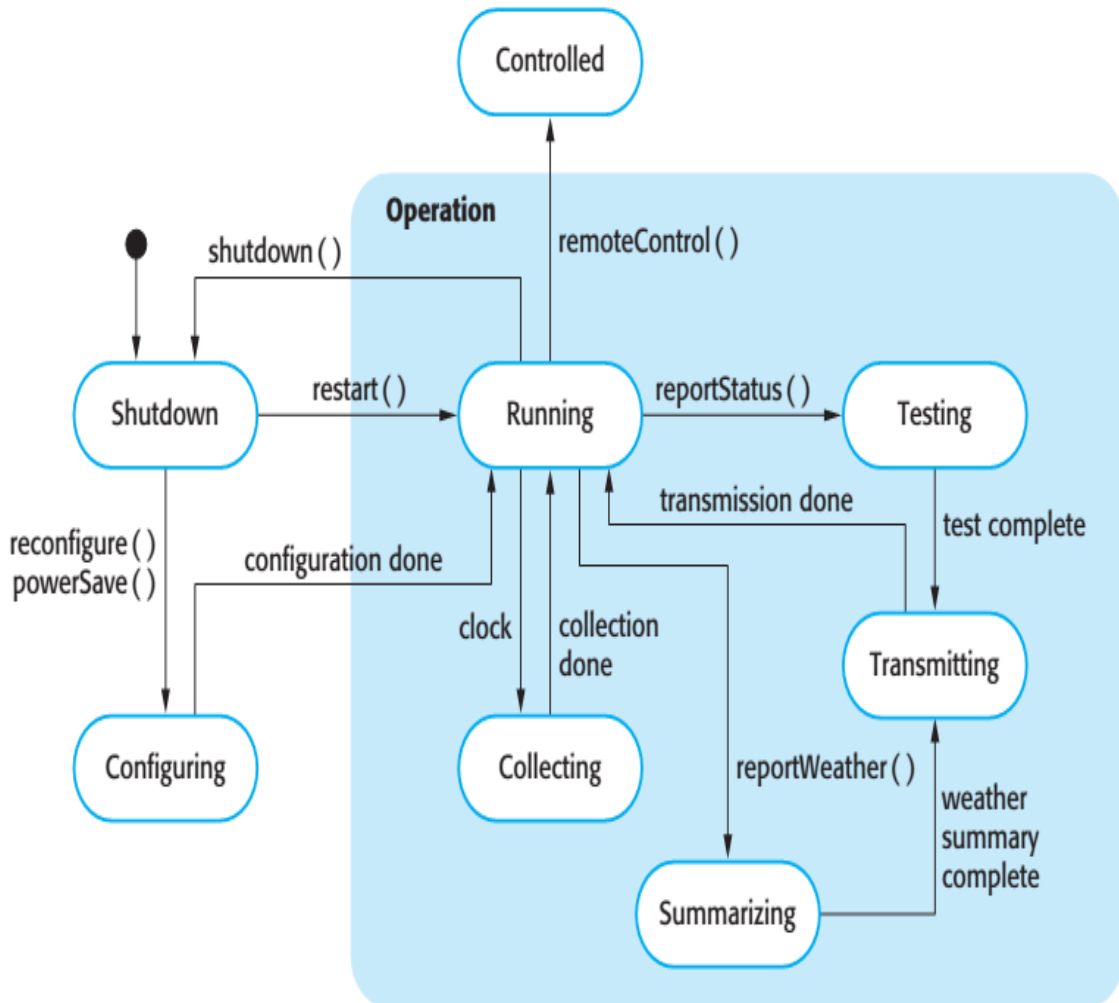 Controlled
Operation
remoteControl ( )
shutdown ( )
Shutdown
restart ( )
Running
reportStatus ( )
Testing
reconfigure ( )
powerSave ( )
configuration done
transmission done
test complete
clock
collection
done
Transmitting
Configuring
Collecting
reportWeather ( )
weather
summary
complete
Summarizing